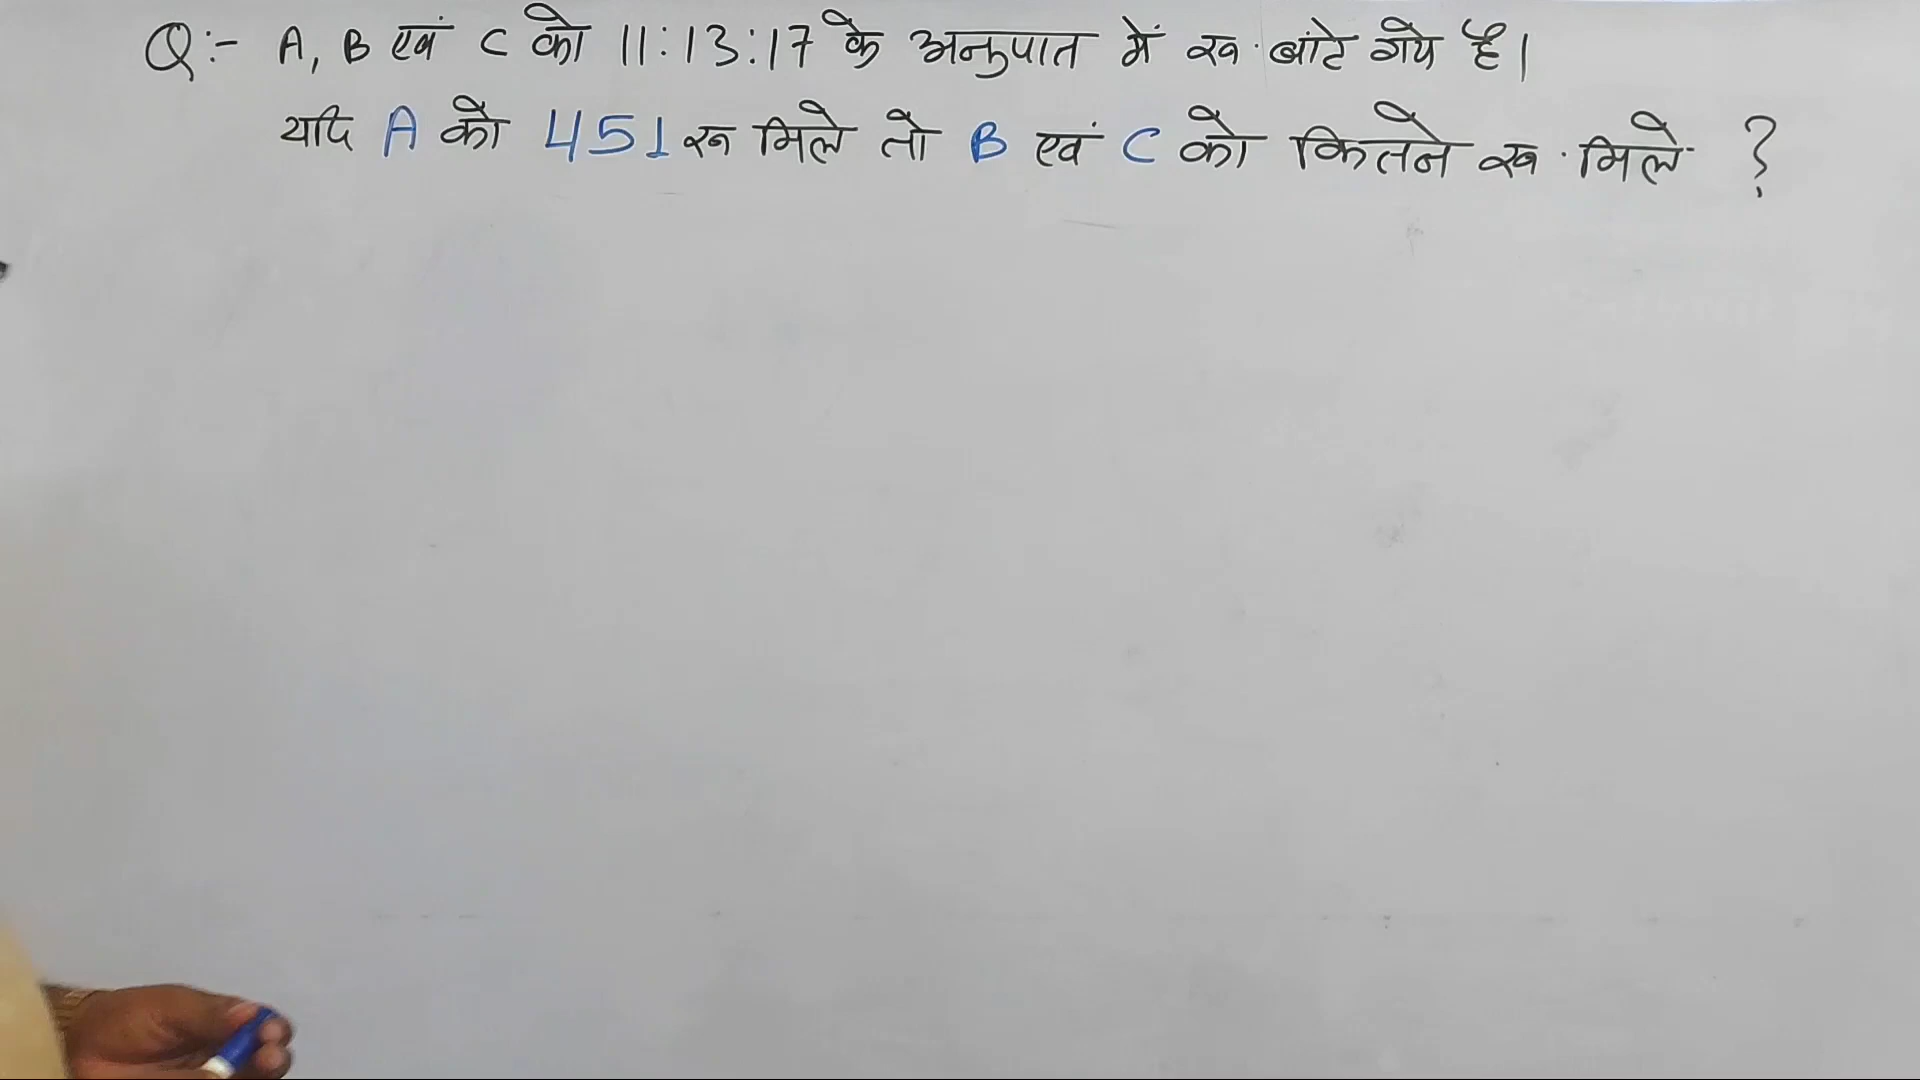 Q:- A, B एवं C को 11:13:17 के अनुपात में रू. बांटे गये है।
यदि A को 451 रू मिले तो B एवं C को कितने रू. मिले ?